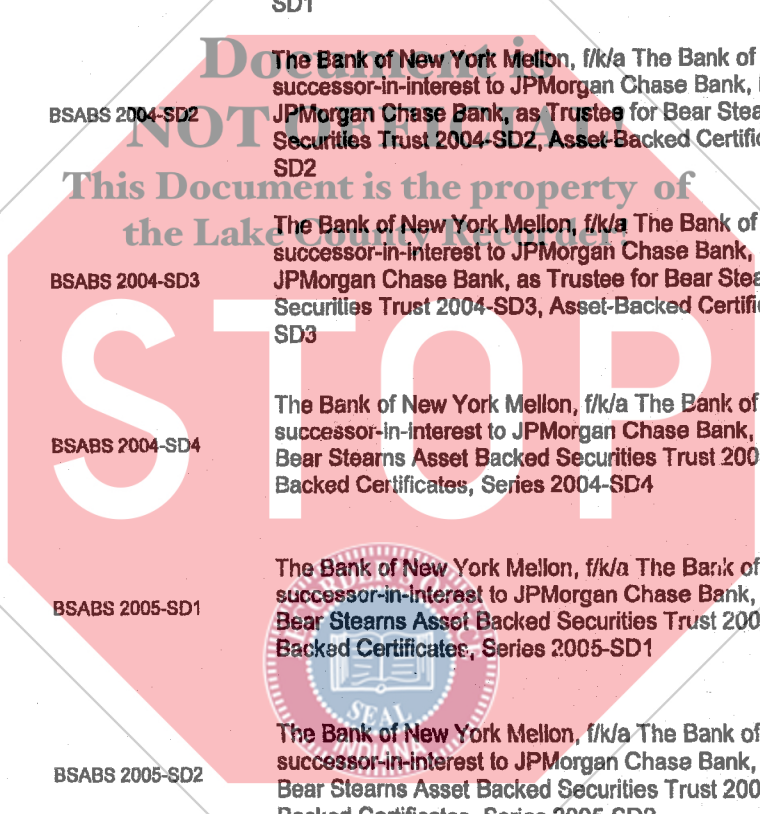 SD1
Document is
NOT OFFICIAL!
This Document is the property of
the Lake County Recorder!
STOP
BSABS 2004-SD2
The Bank of New York Mellon, f/k/a The Bank of
successor-in-interest to JPMorgan Chase Bank,
JPMorgan Chase Bank, as Trustee for Bear
Securities Trust 2004-SD2, Asset-Backed
SD2
BSABS 2004-SD3
The Bank of New York Mellon, f/k/a The Bank of
successor-in-interest to JPMorgan Chase Bank,
JPMorgan Chase Bank, as Trustee for Bear
Securities Trust 2004-SD3, Asset-Backed
SD3
BSABS 2004-SD4
The Bank of New York Mellon, f/k/a The Bank of
successor-in-interest to JPMorgan Chase Bank,
Bear Stearns Asset Backed Securities Trust 200
Backed Certificates, Series 2004-SD4
BSABS 2005-SD1
The Bank of New York Mellon, f/k/a The Bank of
successor-in-interest to JPMorgan Chase Bank,
Bear Stearns Asset Backed Securities Trust 200
Backed Certificates, Series 2005-SD1
SEAL
INDIANA
BSABS 2005-SD2
The Bank of New York Mellon, f/k/a The Bank of
successor-in-interest to JPMorgan Chase Bank,
Bear Stearns Asset Backed Securities Trust 200
Backed Certificates, Series 2005-SD2